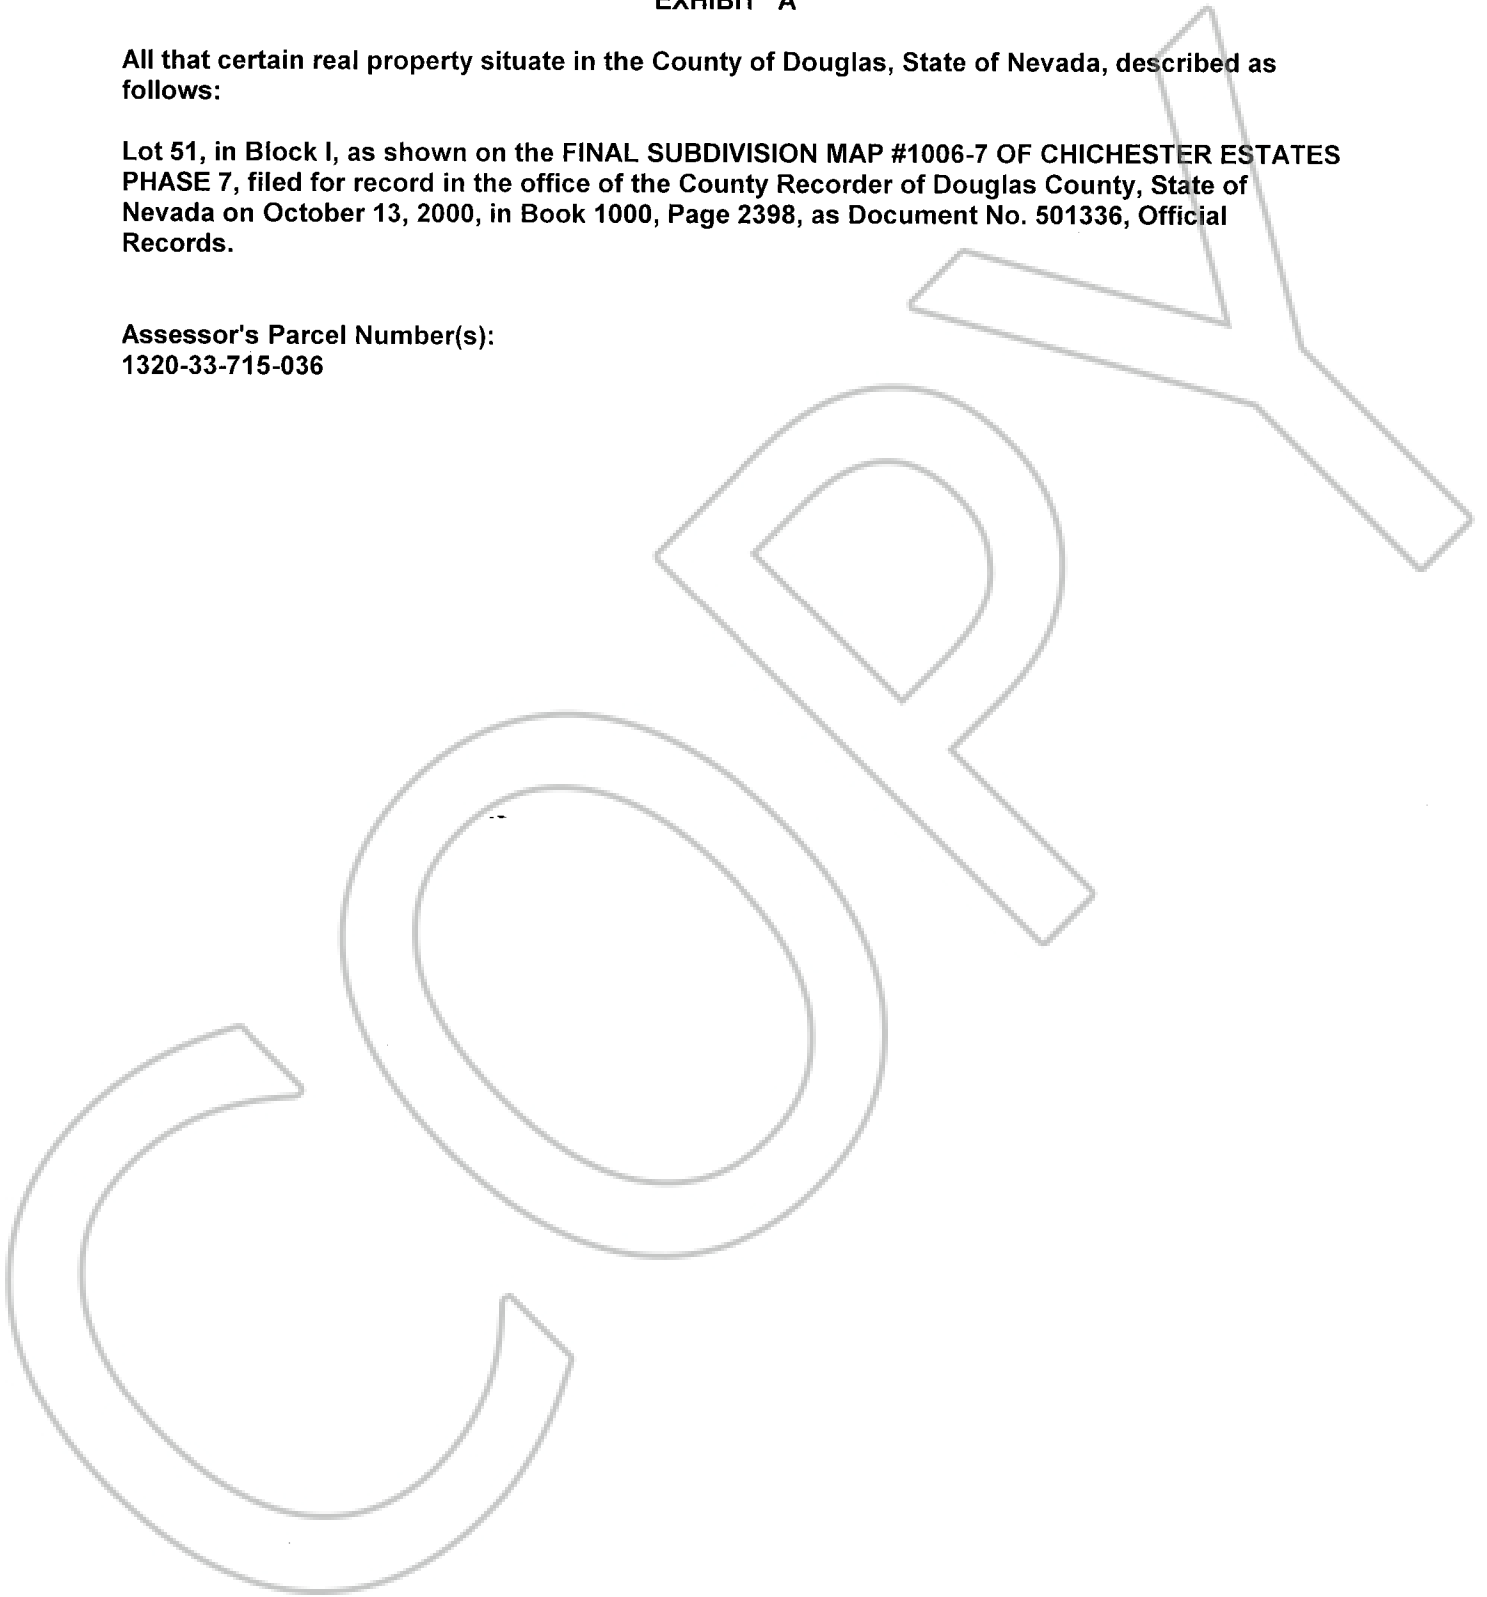 EXHIBIT "A"
All that certain real property situate in the County of Douglas, State of Nevada, described as
follows:
Lot 51, in Block I, as shown on the FINAL SUBDIVISION MAP #1006-7 OF CHICHESTER ESTATES
PHASE 7, filed for record in the office of the County Recorder of Douglas County, State of
Nevada on October 13, 2000, in Book 1000, Page 2398, as Document No. 501336, Official
Records.
Assessor's Parcel Number(s):
1320-33-715-036
COPY